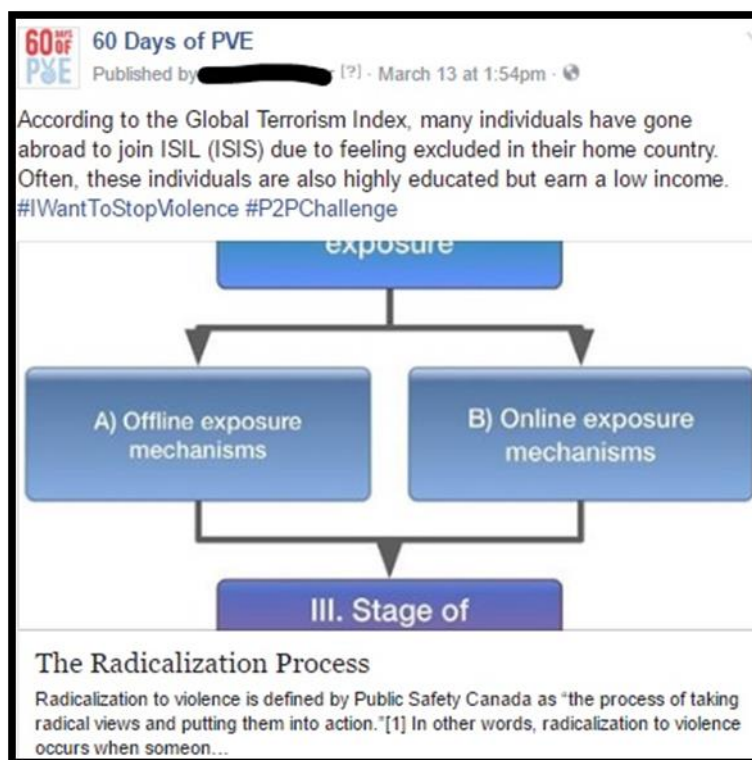 60 DAYS OF
PVE
60 Days of PVE
Published by [?] · March 13 at 1:54pm ·
According to the Global Terrorism Index, many individuals have gone
abroad to join ISIL (ISIS) due to feeling excluded in their home country.
Often, these individuals are also highly educated but earn a low income.
#IWantToStopViolence #P2PChallenge
exposure
A) Offline exposure
mechanisms
B) Online exposure
mechanisms
III. Stage of
The Radicalization Process
Radicalization to violence is defined by Public Safety Canada as “the process of taking
radical views and putting them into action.”[1] In other words, radicalization to violence
occurs when someon...